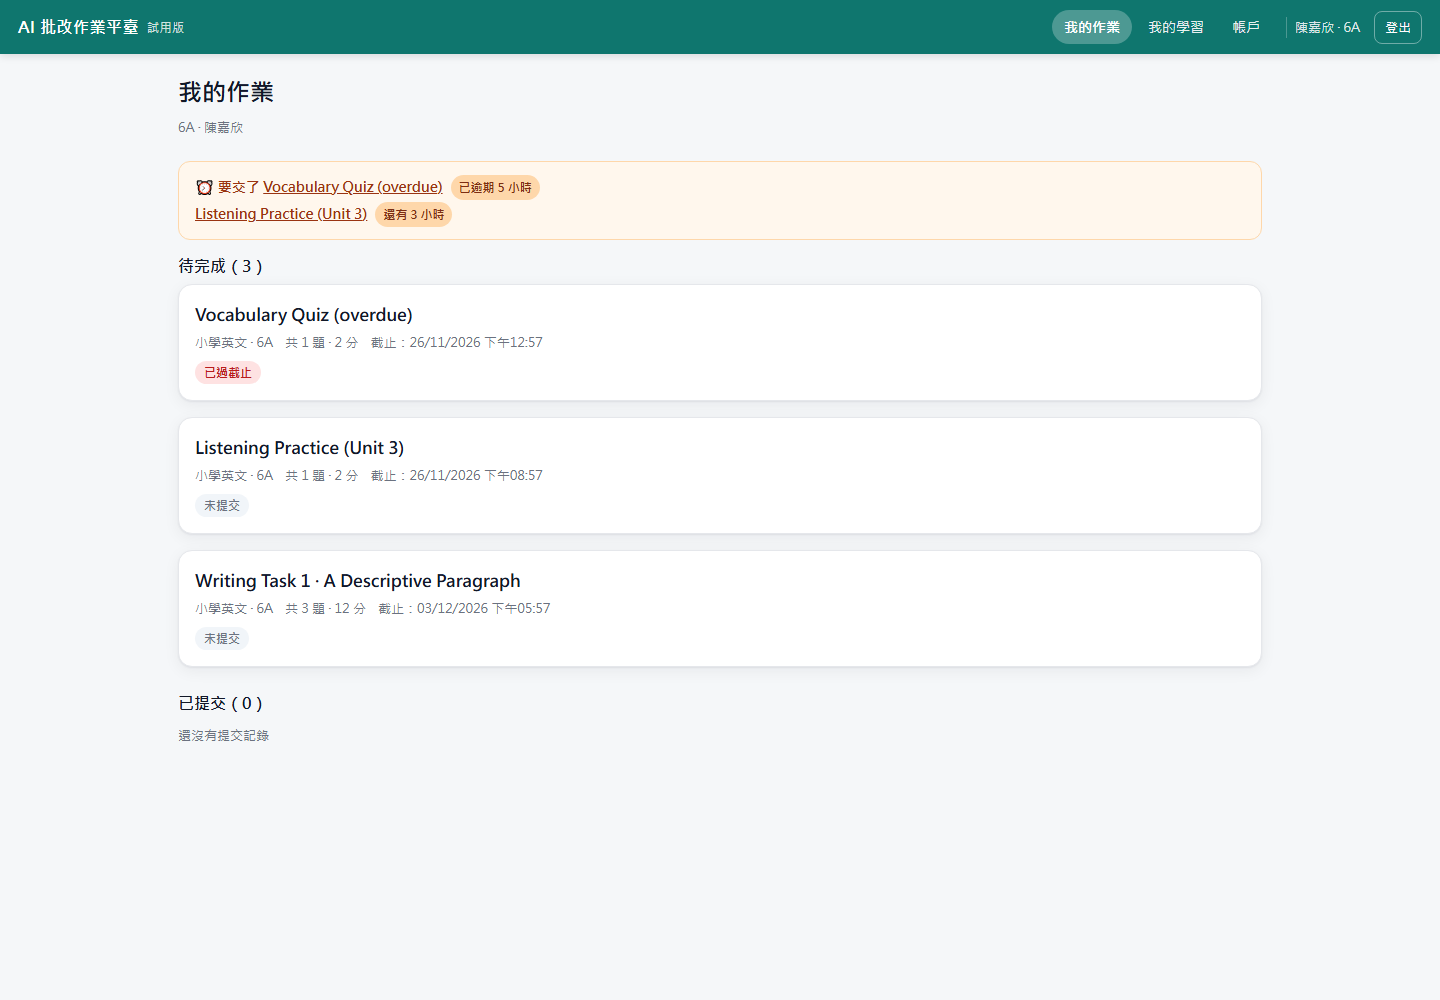 AI 批改作業平臺 試用版 我的作業 我的學習 帳戶 陳嘉欣 · 6A 登出
我的作業
6A · 陳嘉欣
⏰ 要交了 Vocabulary Quiz (overdue) 已逾期 5 小時
Listening Practice (Unit 3) 還有 3 小時
待完成（3）
Vocabulary Quiz (overdue)
小學英文 · 6A 共 1 題 · 2 分 截止：26/11/2026 下午12:57
已過截止
Listening Practice (Unit 3)
小學英文 · 6A 共 1 題 · 2 分 截止：26/11/2026 下午08:57
未提交
Writing Task 1 · A Descriptive Paragraph
小學英文 · 6A 共 3 題 · 12 分 截止：03/12/2026 下午05:57
未提交
已提交（0）
還沒有提交記錄